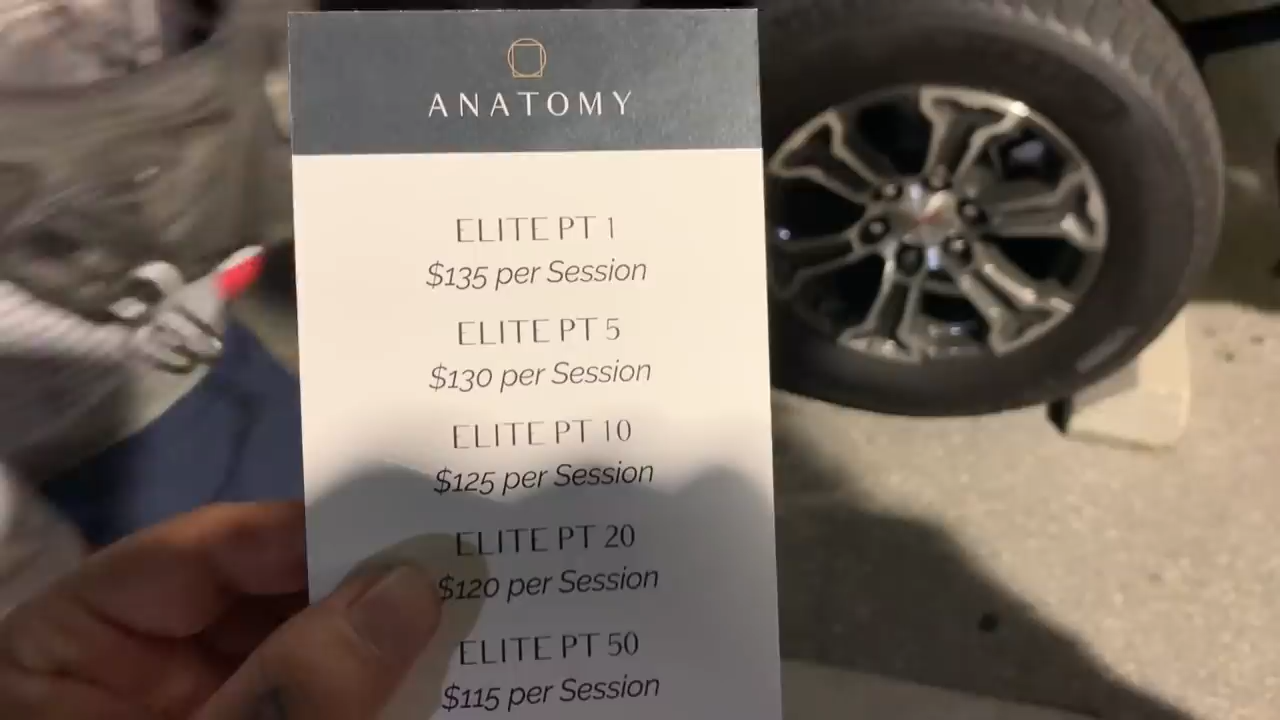 ANATOMY
ELITE PT 1
$135 per Session
ELITE PT 5
$130 per Session
ELITE PT 10
$125 per Session
ELITE PT 20
$120 per Session
ELITE PT 50
$115 per Session